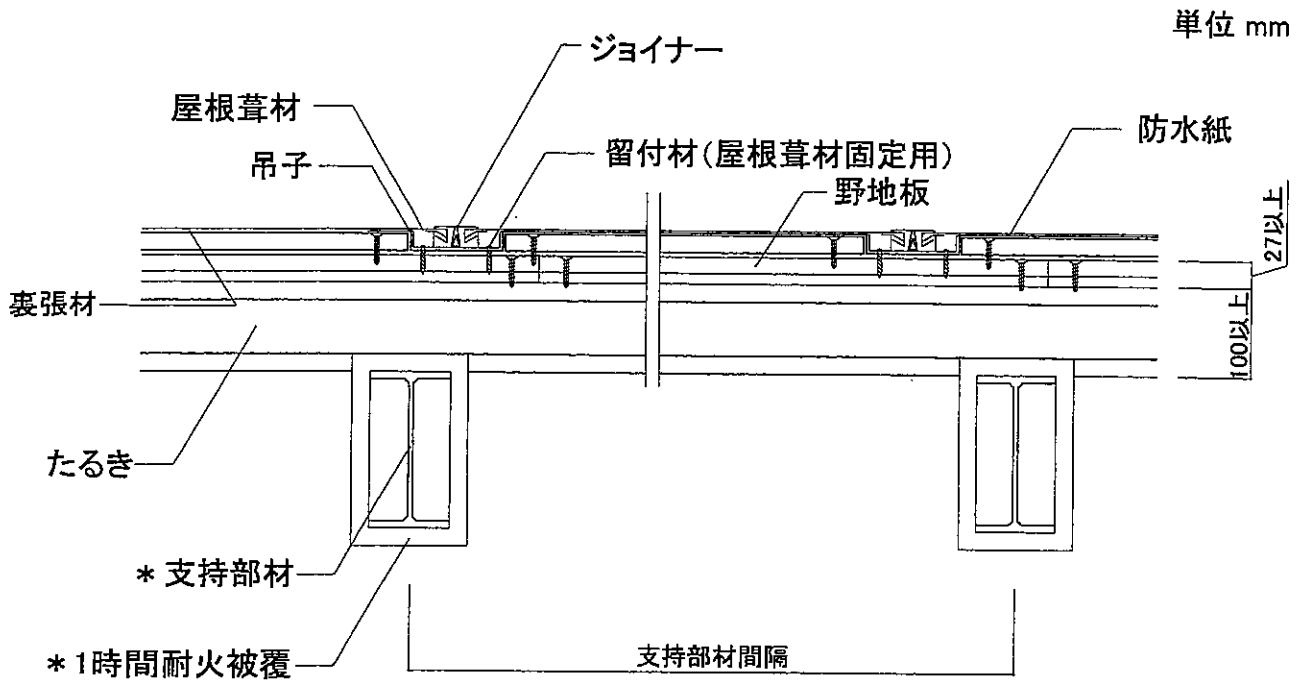 単位 mm
ジョイナー
屋根葺材
防水紙
留付材(屋根葺材固定用)
吊子
野地板
27以上
裏張材
100以上
たるき
*支持部材
*1時間耐火被覆
支持部材間隔